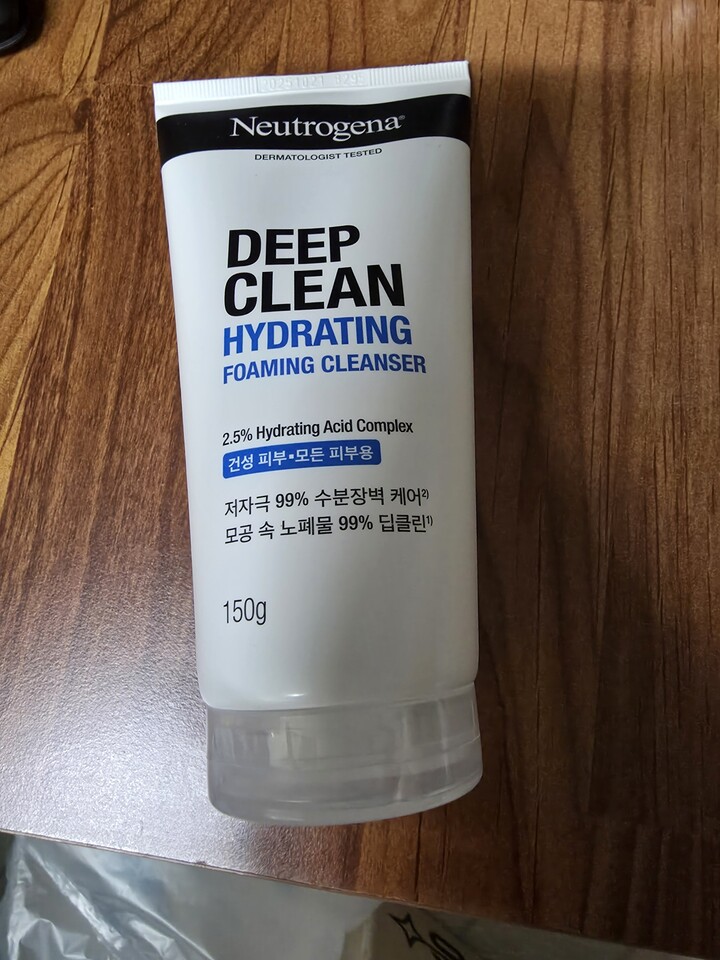 Neutrogena®
DERMATOLOGIST TESTED
DEEP
CLEAN
HYDRATING
FOAMING CLEANSER
2.5% Hydrating Acid Complex
건성 피부▪모든 피부용
저자극 99% 수분장벽 케어2)
모공 속 노폐물 99% 딥클린1)
150g